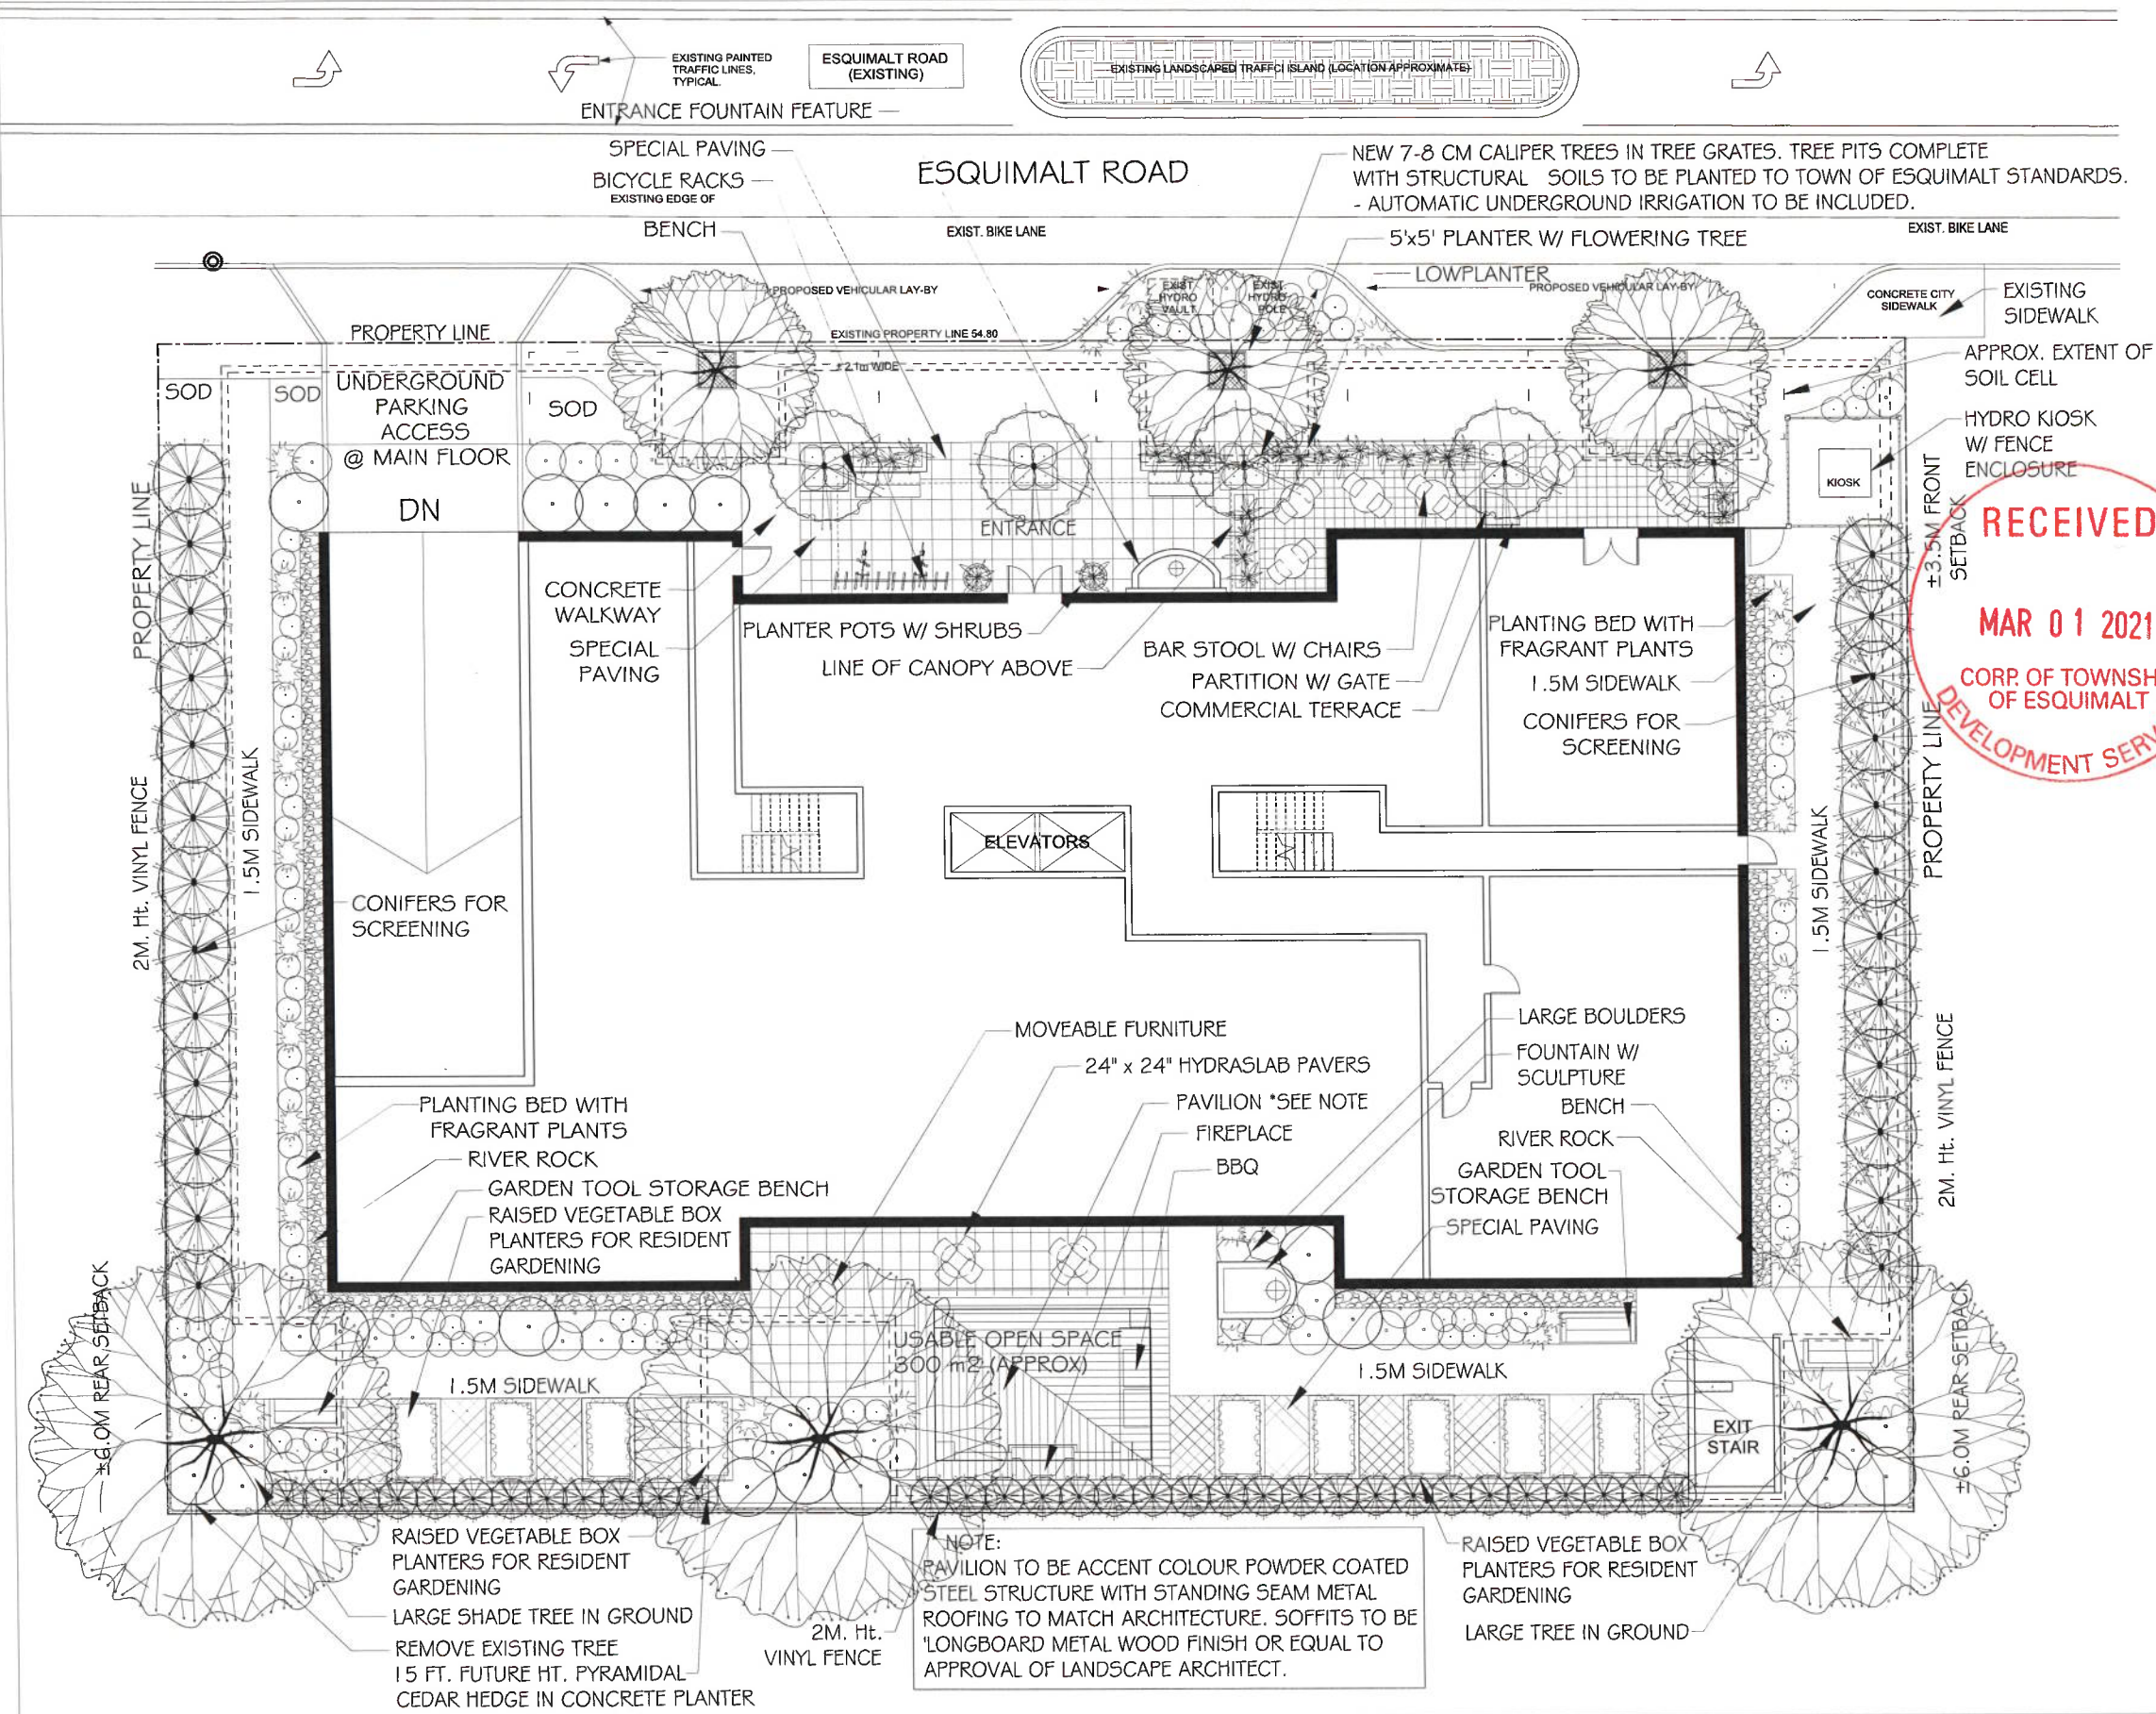 EXISTING PAINTED
TRAFFIC LINES,
TYPICAL.
ESQUIMALT ROAD
(EXISTING)
EXISTING LANDSCAPED TRAFFCI ISLAND (LOCATION APPROXIMATE)
ENTRANCE FOUNTAIN FEATURE
SPECIAL PAVING
BICYCLE RACKS
EXISTING EDGE OF
BENCH
ESQUIMALT ROAD
EXIST. BIKE LANE
NEW 7-8 CM CALIPER TREES IN TREE GRATES. TREE PITS COMPLETE
WITH STRUCTURAL SOILS TO BE PLANTED TO TOWN OF ESQUIMALT STANDARDS.
- AUTOMATIC UNDERGROUND IRRIGATION TO BE INCLUDED.
5'x5' PLANTER W/ FLOWERING TREE
EXIST. BIKE LANE
LOWPLANTER
PROPOSED VEHICULAR LAY-BY
EXIST
HYDRO
VAULT
EXIST
HYDRO
POLE
PROPOSED VEHICULAR LAY-BY
CONCRETE CITY
SIDEWALK
EXISTING
SIDEWALK
PROPERTY LINE
EXISTING PROPERTY LINE 54.80
± 2.1m WIDE
APPROX. EXTENT OF
SOIL CELL
SOD
SOD
UNDERGROUND
PARKING
ACCESS
@ MAIN FLOOR
DN
SOD
HYDRO KIOSK
W/ FENCE
ENCLOSURE
KIOSK
ENTRANCE
PROPERTY LINE
±3.5M FRONT
SETBACK
RECEIVED
MAR 01 2021
CORP. OF TOWNSH
OF ESQUIMALT
DEVELOPMENT SERV
CONCRETE
WALKWAY
SPECIAL
PAVING
PLANTER POTS W/ SHRUBS
LINE OF CANOPY ABOVE
BAR STOOL W/ CHAIRS
PARTITION W/ GATE
COMMERCIAL TERRACE
PLANTING BED WITH
FRAGRANT PLANTS
1.5M SIDEWALK
CONIFERS FOR
SCREENING
PROPERTY LINE
2M. Ht. VINYL FENCE
1.5M SIDEWALK
ELEVATORS
1.5M SIDEWALK
CONIFERS FOR
SCREENING
MOVEABLE FURNITURE
24" x 24" HYDRASLAB PAVERS
PAVILION *SEE NOTE
FIREPLACE
BBQ
LARGE BOULDERS
FOUNTAIN W/
SCULPTURE
BENCH
RIVER ROCK
GARDEN TOOL
STORAGE BENCH
SPECIAL PAVING
2M. Ht. VINYL FENCE
PLANTING BED WITH
FRAGRANT PLANTS
RIVER ROCK
GARDEN TOOL STORAGE BENCH
RAISED VEGETABLE BOX
PLANTERS FOR RESIDENT
GARDENING
±6.0M REAR SETBACK
USABLE OPEN SPACE
300 m2 (APPROX)
1.5M SIDEWALK
1.5M SIDEWALK
EXIT
STAIR
±6.0M REAR SETBACK
RAISED VEGETABLE BOX
PLANTERS FOR RESIDENT
GARDENING
LARGE SHADE TREE IN GROUND
REMOVE EXISTING TREE
15 FT. FUTURE HT. PYRAMIDAL
CEDAR HEDGE IN CONCRETE PLANTER
2M. Ht.
VINYL FENCE
NOTE:
PAVILION TO BE ACCENT COLOUR POWDER COATED
STEEL STRUCTURE WITH STANDING SEAM METAL
ROOFING TO MATCH ARCHITECTURE. SOFFITS TO BE
'LONGBOARD METAL WOOD FINISH OR EQUAL TO
APPROVAL OF LANDSCAPE ARCHITECT.
RAISED VEGETABLE BOX
PLANTERS FOR RESIDENT
GARDENING
LARGE TREE IN GROUND